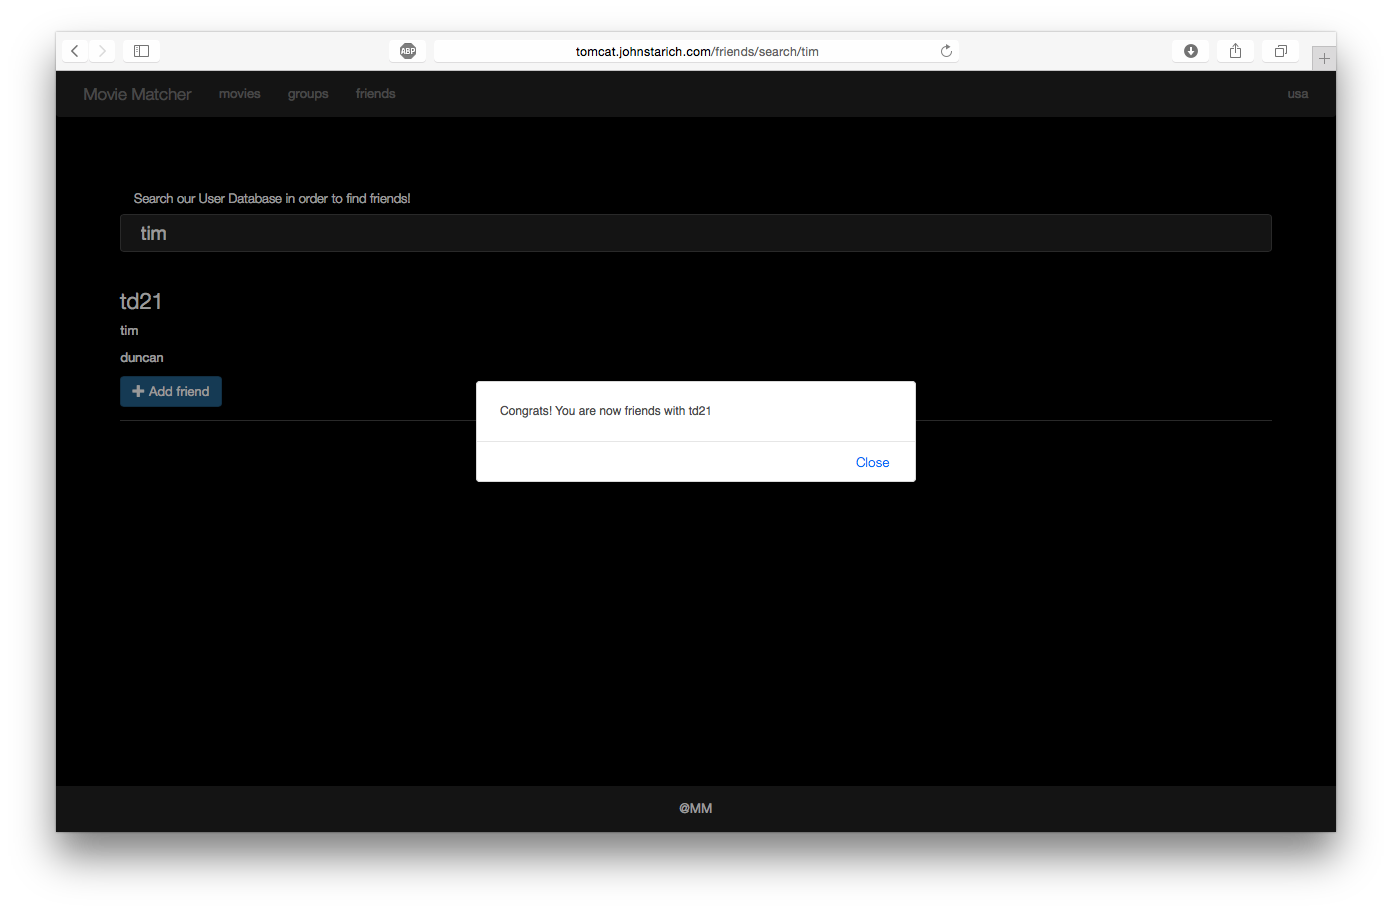 ABP
tomcat.johnstarich.com/friends/search/tim
Movie Matcher movies groups friends usa
Search our User Database in order to find friends!
tim
td21
tim
duncan
Add friend
Congrats! You are now friends with td21
Close
@MM